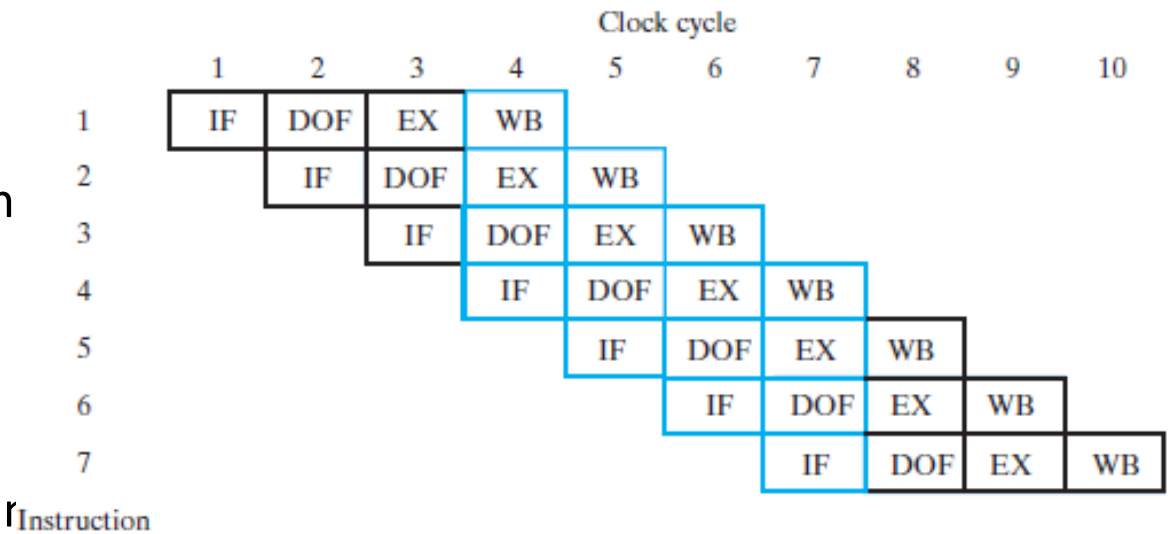 Clock cycle
1 2 3 4 5 6 7 8 9 10
1 IF DOF EX WB
2 IF DOF EX WB
n
3 IF DOF EX WB
4 IF DOF EX WB
5 IF DOF EX WB
6 IF DOF EX WB
7 IF DOF EX WB
r Instruction